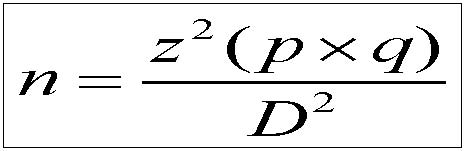 n = z²(p × q) / D²